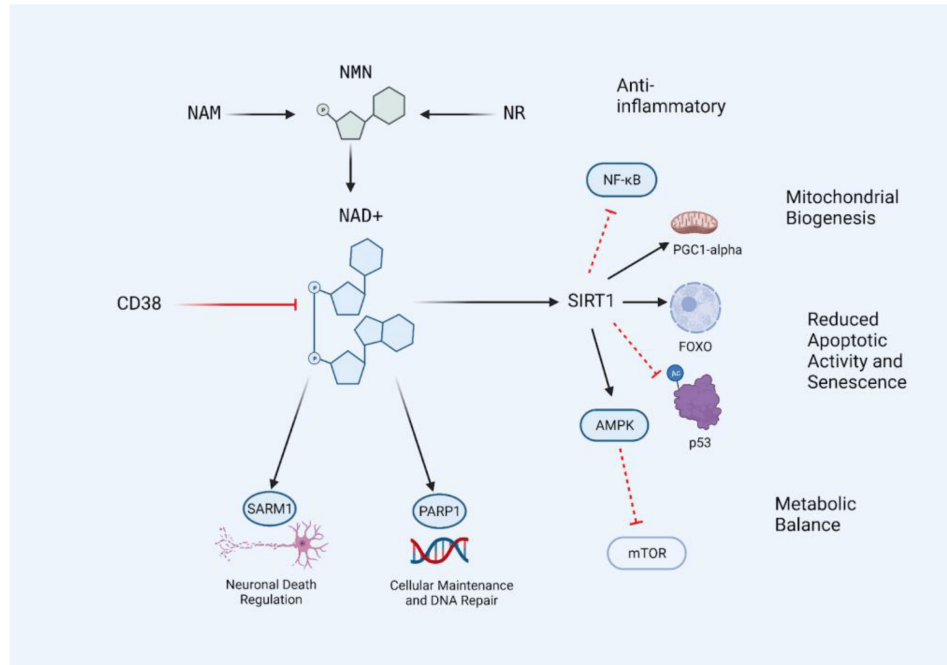 NMN
P
NAM
NR
Anti-
inflammatory
NF-κB
NAD+
Mitochondrial
Biogenesis
PGC1-alpha
P
CD38
SIRT1
FOXO
Reduced
Apoptotic
Activity and
Senescence
P
Ac
AMPK
p53
SARM1
PARP1
Metabolic
Balance
mTOR
Neuronal Death
Regulation
Cellular Maintenance
and DNA Repair